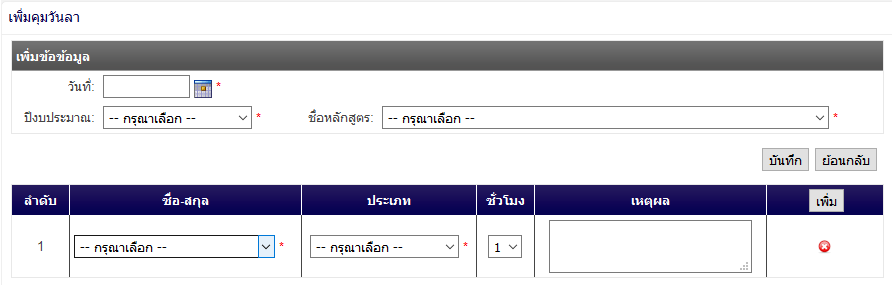 เพิ่มคุมวันลา
เพิ่มข้อข้อมูล
วันที่: *
ปีงบประมาณ: -- กรุณาเลือก -- * ชื่อหลักสูตร: -- กรุณาเลือก -- *
บันทึก ย้อนกลับ
ลำดับ ชื่อ-สกุล ประเภท ชั่วโมง เหตุผล เพิ่ม
1 -- กรุณาเลือก -- * -- กรุณาเลือก -- * 1